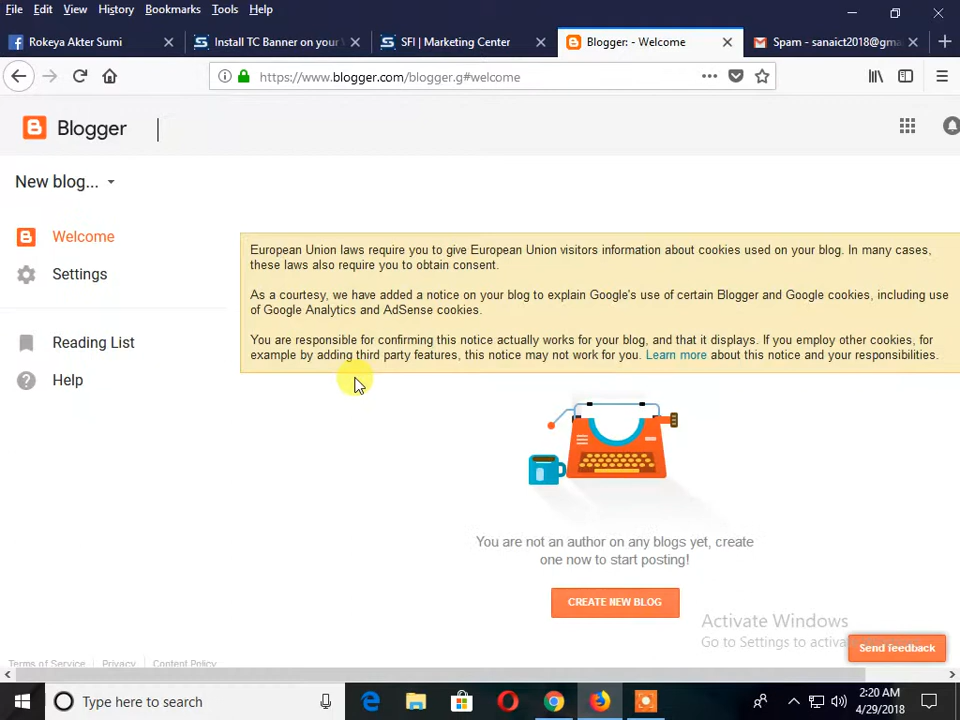 File Edit View History Bookmarks Tools Help
Rokeya Akter Sumi
Install TC Banner on your
SFI | Marketing Center
Blogger: - Welcome
Spam - sanaict2018@gma
https://www.blogger.com/blogger.g#welcome
Blogger
New blog...
Welcome
Settings
Reading List
Help
European Union laws require you to give European Union visitors information about cookies used on your blog. In many cases,
these laws also require you to obtain consent.
As a courtesy, we have added a notice on your blog to explain Google's use of certain Blogger and Google cookies, including use
of Google Analytics and AdSense cookies.
You are responsible for confirming this notice actually works for your blog, and that it displays. If you employ other cookies, for
example by adding third party features, this notice may not work for you. Learn more about this notice and your responsibilities.
You are not an author on any blogs yet, create
one now to start posting!
CREATE NEW BLOG
Activate Windows
Go to Settings to activa
Send feedback
Terms of Service Privacy Content Policy
Type here to search
2:20 AM
4/29/2018